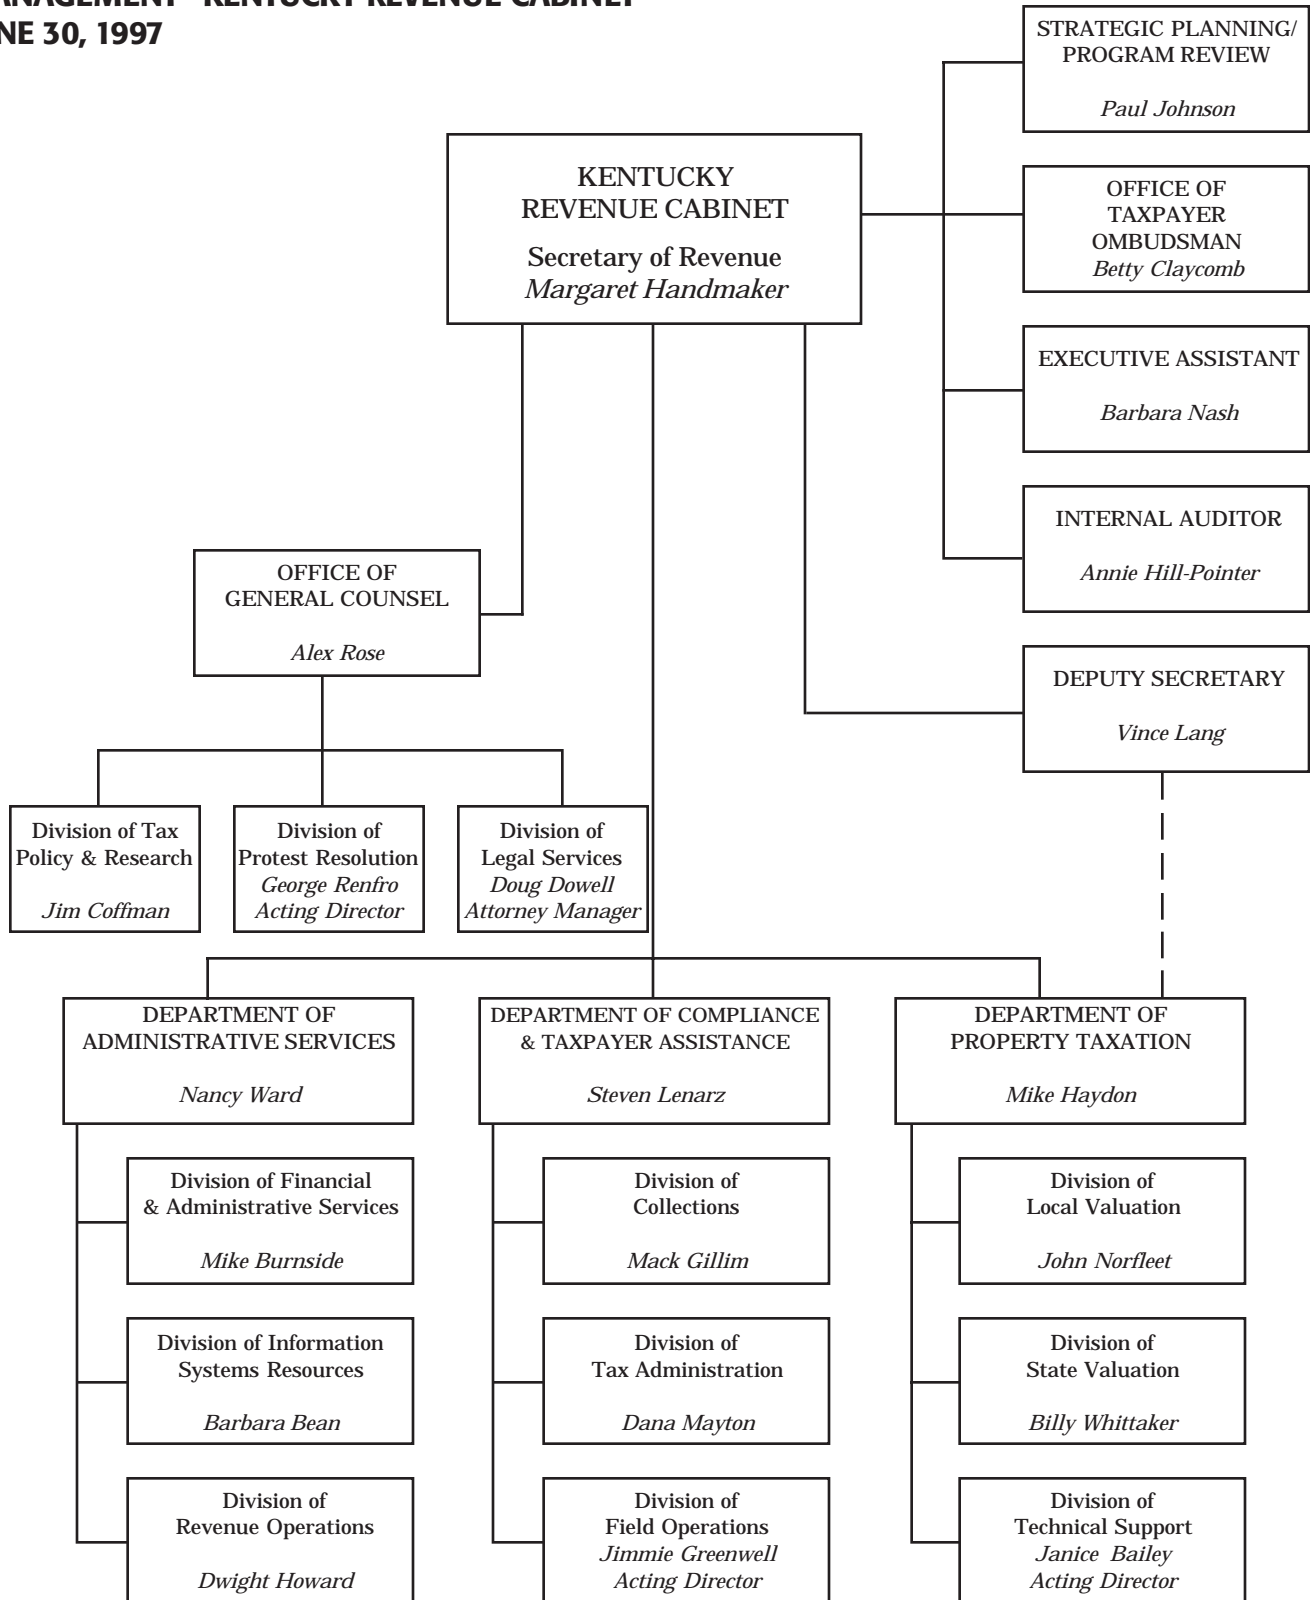 KENTUCKY REVENUE CABINET
NE 30, 1997
STRATEGIC PLANNING/
PROGRAM REVIEW
Paul Johnson
KENTUCKY
REVENUE CABINET
Secretary of Revenue
Margaret Handmaker
OFFICE OF
TAXPAYER
OMBUDSMAN
Betty Claycomb
EXECUTIVE ASSISTANT
Barbara Nash
INTERNAL AUDITOR
Annie Hill-Pointer
OFFICE OF
GENERAL COUNSEL
Alex Rose
DEPUTY SECRETARY
Vince Lang
Division of Tax
Policy & Research
Jim Coffman
Division of
Protest Resolution
George Renfro
Acting Director
Division of
Legal Services
Doug Dowell
Attorney Manager
DEPARTMENT OF
ADMINISTRATIVE SERVICES
Nancy Ward
DEPARTMENT OF COMPLIANCE
& TAXPAYER ASSISTANCE
Steven Lenarz
DEPARTMENT OF
PROPERTY TAXATION
Mike Haydon
Division of Financial
& Administrative Services
Mike Burnside
Division of
Collections
Mack Gillim
Division of
Local Valuation
John Norfleet
Division of Information
Systems Resources
Barbara Bean
Division of
Tax Administration
Dana Mayton
Division of
State Valuation
Billy Whittaker
Division of
Revenue Operations
Dwight Howard
Division of
Field Operations
Jimmie Greenwell
Acting Director
Division of
Technical Support
Janice Bailey
Acting Director